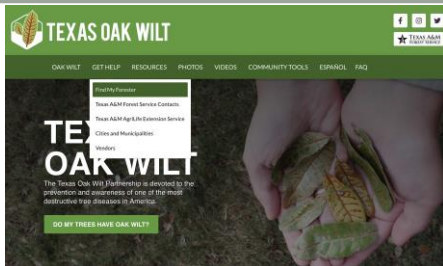 TEXAS OAK WILT
TEXAS A&M
FOREST SERVICE
OAK WILT GET HELP RESOURCES PHOTOS VIDEOS COMMUNITY TOOLS ESPAÑOL FAQ
Find My Forester
Texas A&M Forest Service Contacts
Texas A&M AgriLife Extension Service
Cities and Municipalities
Vendors
TE
OAK WILT
The Texas Oak Wilt Partnership is devoted to the
prevention and awareness of one of the most
destructive tree diseases in America.
DO MY TREES HAVE OAK WILT?